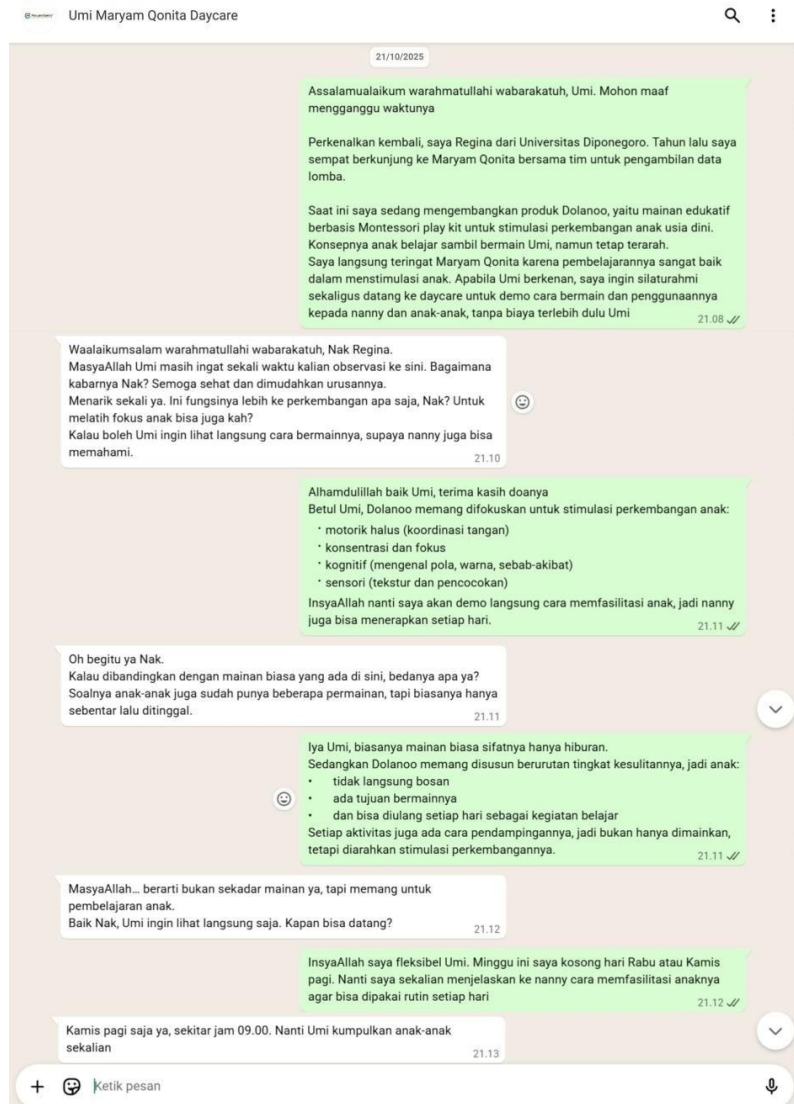 Umi Maryam Qonita Daycare
21/10/2025
Assalamualaikum warahmatullahi wabarakatuh, Umi. Mohon maaf
mengganggu waktunya
Perkenalkan kembali, saya Regina dari Universitas Diponegoro. Tahun lalu saya
sempat berkunjung ke Maryam Qonita bersama tim untuk pengambilan data
lomba.
Saat ini saya sedang mengembangkan produk Dolanoo, yaitu mainan edukatif
berbasis Montessori play kit untuk stimulasi perkembangan anak usia dini.
Konsepnya anak belajar sambil bermain Umi, namun tetap terarah.
Saya langsung teringat Maryam Qonita karena pembelajarannya sangat baik
dalam menstimulasi anak. Apabila Umi berkenan, saya ingin silaturahmi
sekaligus datang ke daycare untuk demo cara bermain dan penggunaannya
kepada nanny dan anak-anak, tanpa biaya terlebih dulu Umi
21.08
Waalaikumsalam warahmatullahi wabarakatuh, Nak Regina.
MasyaAllah Umi masih ingat sekali waktu kalian observasi ke sini. Bagaimana
kabarnya Nak? Semoga sehat dan dimudahkan urusannya.
Menarik sekali ya. Ini fungsinya lebih ke perkembangan apa saja, Nak? Untuk
melatih fokus anak bisa juga kah?
Kalau boleh Umi ingin lihat langsung cara bermainnya, supaya nanny juga bisa
memahami.
21.10
Alhamdulillah baik Umi, terima kasih doanya
Betul Umi, Dolanoo memang difokuskan untuk stimulasi perkembangan anak:
· motorik halus (koordinasi tangan)
· konsentrasi dan fokus
· kognitif (mengenal pola, warna, sebab-akibat)
· sensori (tekstur dan pencocokan)
InsyaAllah nanti saya akan demo langsung cara memfasilitasi anak, jadi nanny
juga bisa menerapkan setiap hari.
21.11
Oh begitu ya Nak.
Kalau dibandingkan dengan mainan biasa yang ada di sini, bedanya apa ya?
Soalnya anak-anak juga sudah punya beberapa permainan, tapi biasanya hanya
sebentar lalu ditinggal.
21.11
Iya Umi, biasanya mainan biasa sifatnya hanya hiburan.
Sedangkan Dolanoo memang disusun berurutan tingkat kesulitannya, jadi anak:
• tidak langsung bosan
• ada tujuan bermainnya
• dan bisa diulang setiap hari sebagai kegiatan belajar
Setiap aktivitas juga ada cara pendampingannya, jadi bukan hanya dimainkan,
tetapi diarahkan stimulasi perkembangannya.
21.11
MasyaAllah... berarti bukan sekadar mainan ya, tapi memang untuk
pembelajaran anak.
Baik Nak, Umi ingin lihat langsung saja. Kapan bisa datang?
21.12
InsyaAllah saya fleksibel Umi. Minggu ini saya kosong hari Rabu atau Kamis
pagi. Nanti saya sekalian menjelaskan ke nanny cara memfasilitasi anaknya
agar bisa dipakai rutin setiap hari
21.12
Kamis pagi saja ya, sekitar jam 09.00. Nanti Umi kumpulkan anak-anak
sekalian
21.13
Ketik pesan